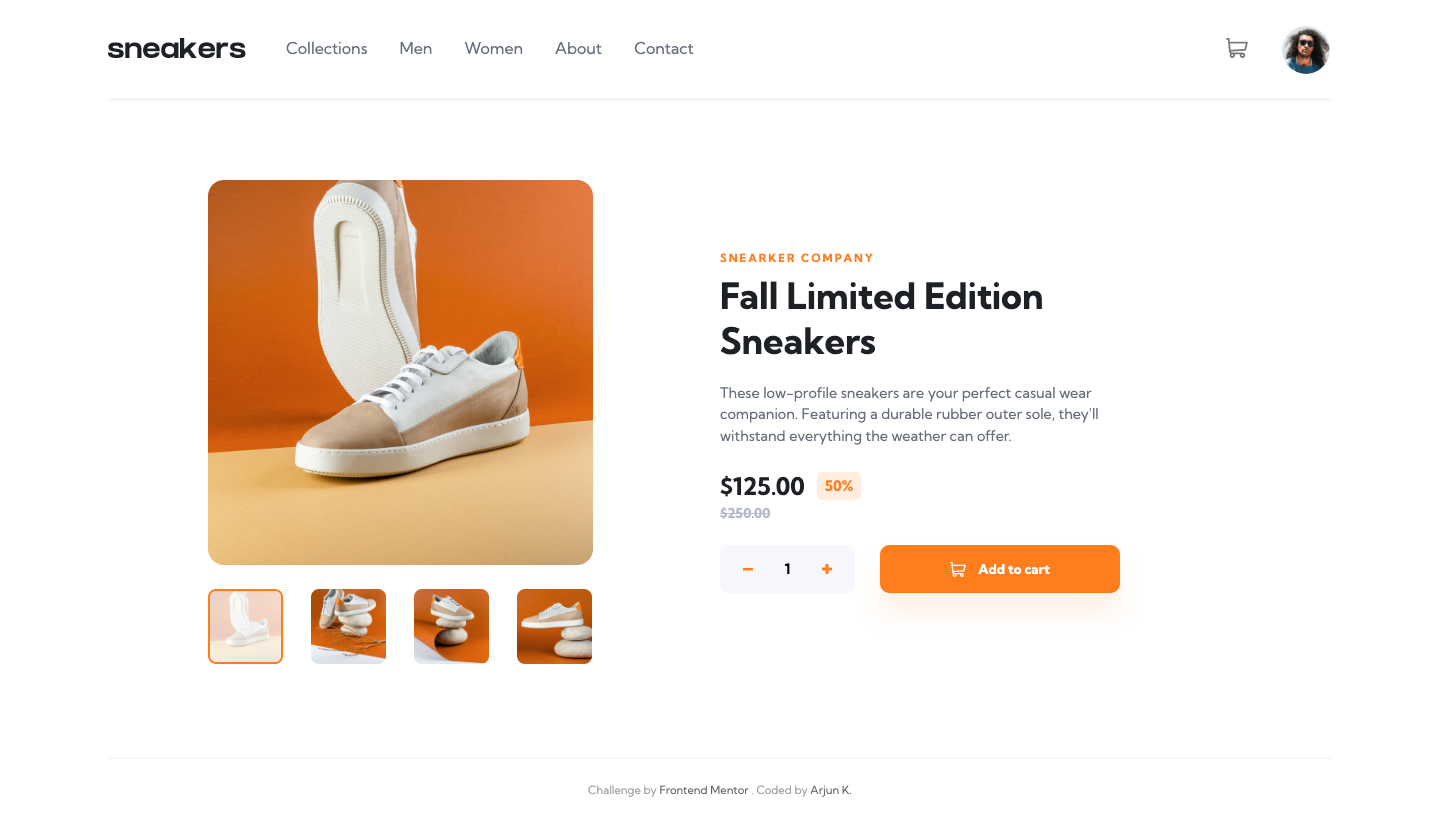 sneakers Collections Men Women About Contact
SNEARKER COMPANY
Fall Limited Edition
Sneakers
These low-profile sneakers are your perfect casual wear
companion. Featuring a durable rubber outer sole, they'll
withstand everything the weather can offer.
$125.00 50%
$250.00
1 Add to cart
Challenge by Frontend Mentor . Coded by Arjun K.